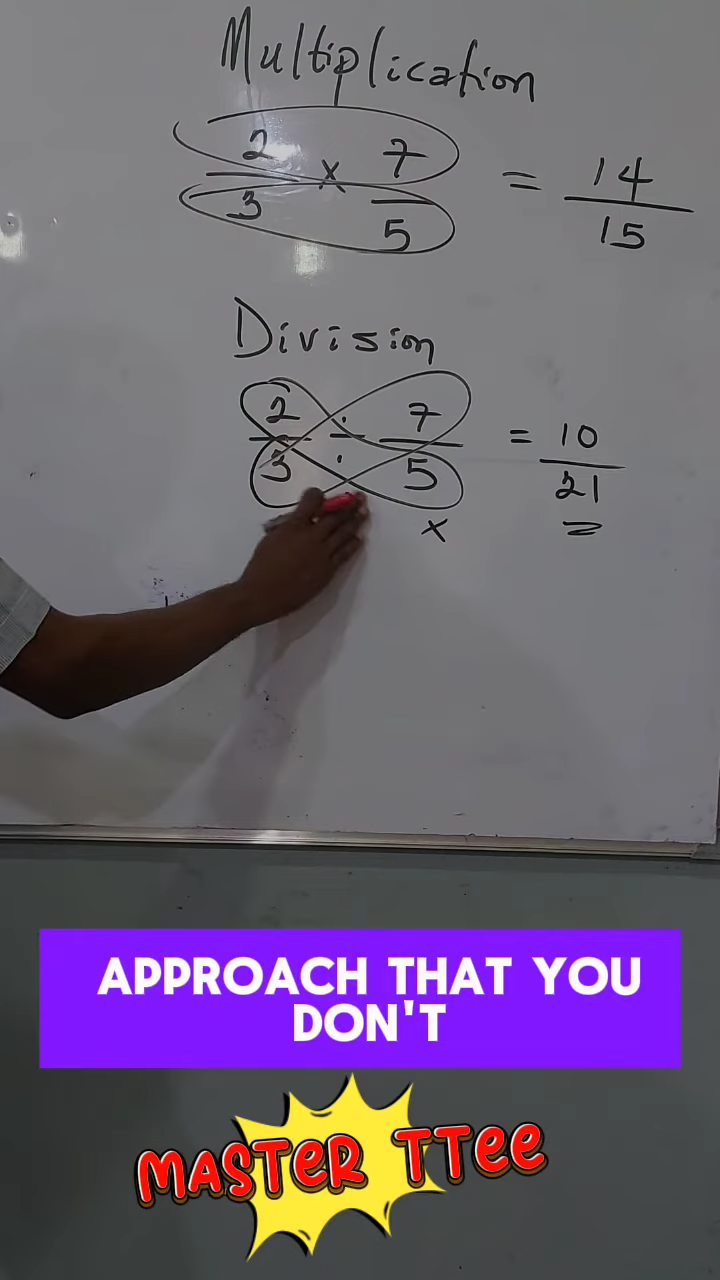 Multiplication
2/3 × 7/5 = 14/15
Division
2/3 ÷ 7/5 = 10/21
×
APPROACH THAT YOU
DON'T
MASTER TTEE